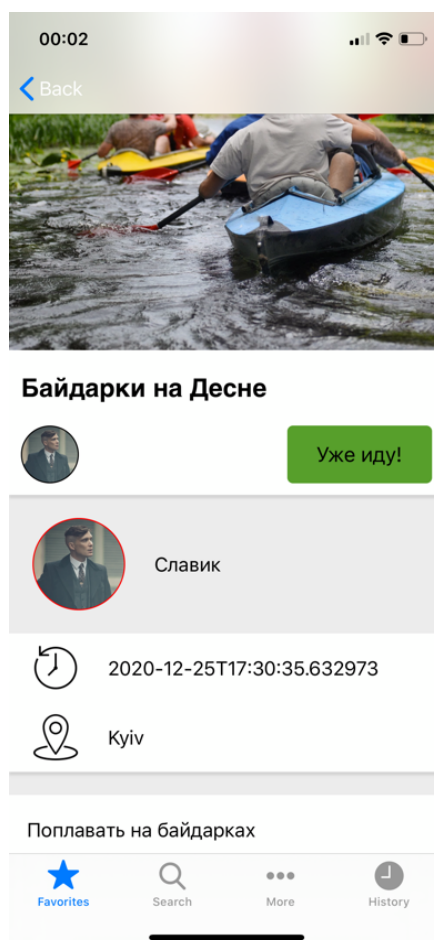 00:02
Back
Байдарки на Десне
Уже иду!
Славик
2020-12-25T17:30:35.632973
Kyiv
Поплавать на байдарках
Favorites
Search
More
History